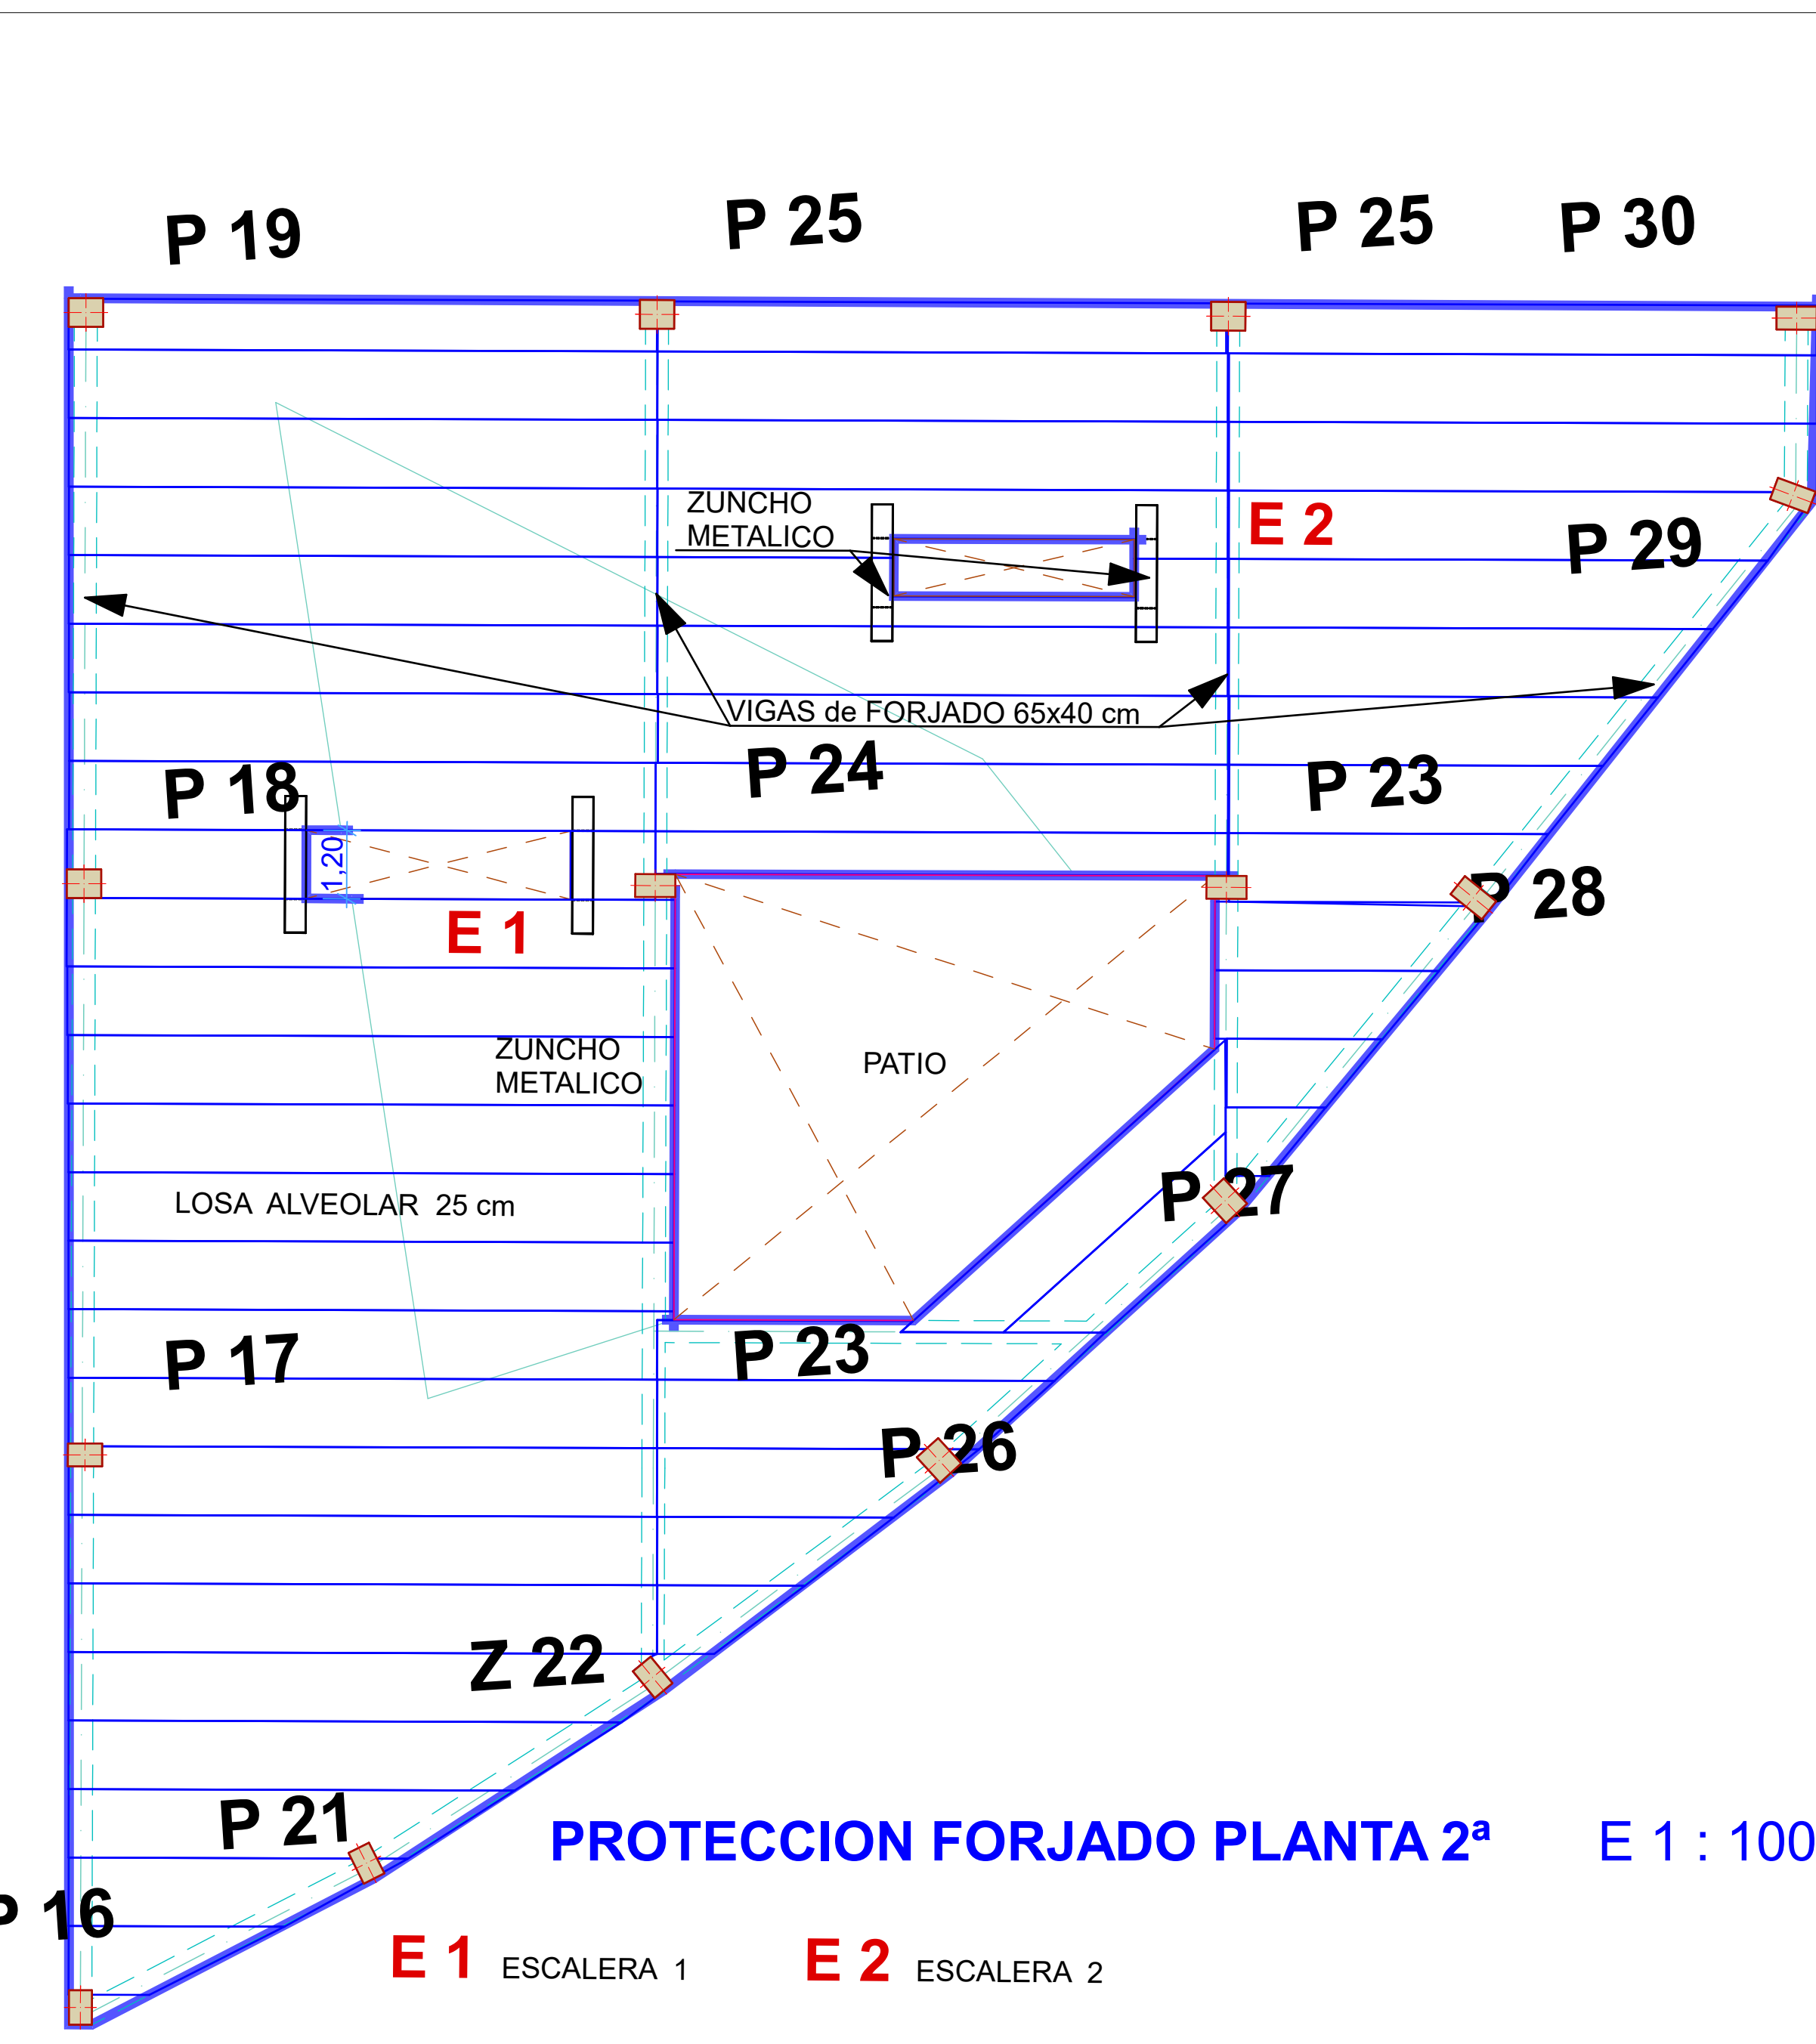 P 19
P 25
P 25
P 30
ZUNCHO
METALICO
E 2
P 29
VIGAS de FORJADO 65x40 cm
P 18
P 24
P 23
1,20
P 28
E 1
ZUNCHO
METALICO
PATIO
LOSA ALVEOLAR 25 cm
P 27
P 17
P 23
P 26
Z 22
P 21
PROTECCION FORJADO PLANTA 2ª E 1 : 100
P 16
E 1 ESCALERA 1 E 2 ESCALERA 2